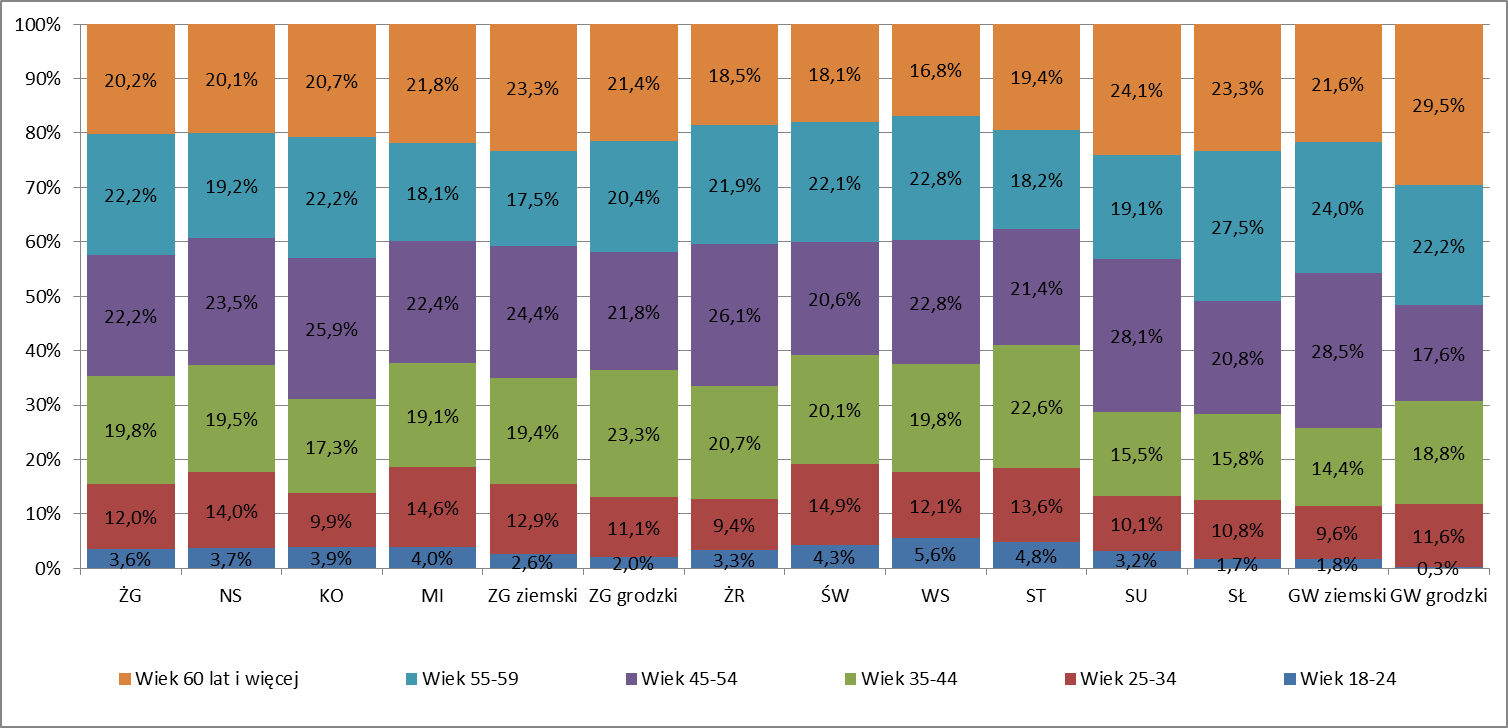 100%
90%
80%
70%
60%
50%
40%
30%
20%
10%
0%
20,2% 20,1% 20,7% 21,8% 23,3% 21,4% 18,5% 18,1% 16,8% 19,4% 24,1% 23,3% 21,6% 29,5%
22,2% 19,2% 22,2% 18,1% 17,5% 20,4% 21,9% 22,1% 22,8% 18,2% 19,1% 27,5% 24,0% 22,2%
22,2% 23,5% 25,9% 22,4% 24,4% 21,8% 26,1% 20,6% 22,8% 21,4% 28,1% 20,8% 28,5% 17,6%
19,8% 19,5% 17,3% 19,1% 19,4% 23,3% 20,7% 20,1% 19,8% 22,6% 15,5% 15,8% 14,4% 18,8%
12,0% 14,0% 9,9% 14,6% 12,9% 11,1% 9,4% 14,9% 12,1% 13,6% 10,1% 10,8% 9,6% 11,6%
3,6% 3,7% 3,9% 4,0% 2,6% 2,0% 3,3% 4,3% 5,6% 4,8% 3,2% 1,7% 1,8% 0,3%
ŻG NS KO MI ZG ziemski ZG grodzki ŻR ŚW WS ST SU SŁ GW ziemski GW grodzki
Wiek 60 lat i więcej Wiek 55-59 Wiek 45-54 Wiek 35-44 Wiek 25-34 Wiek 18-24